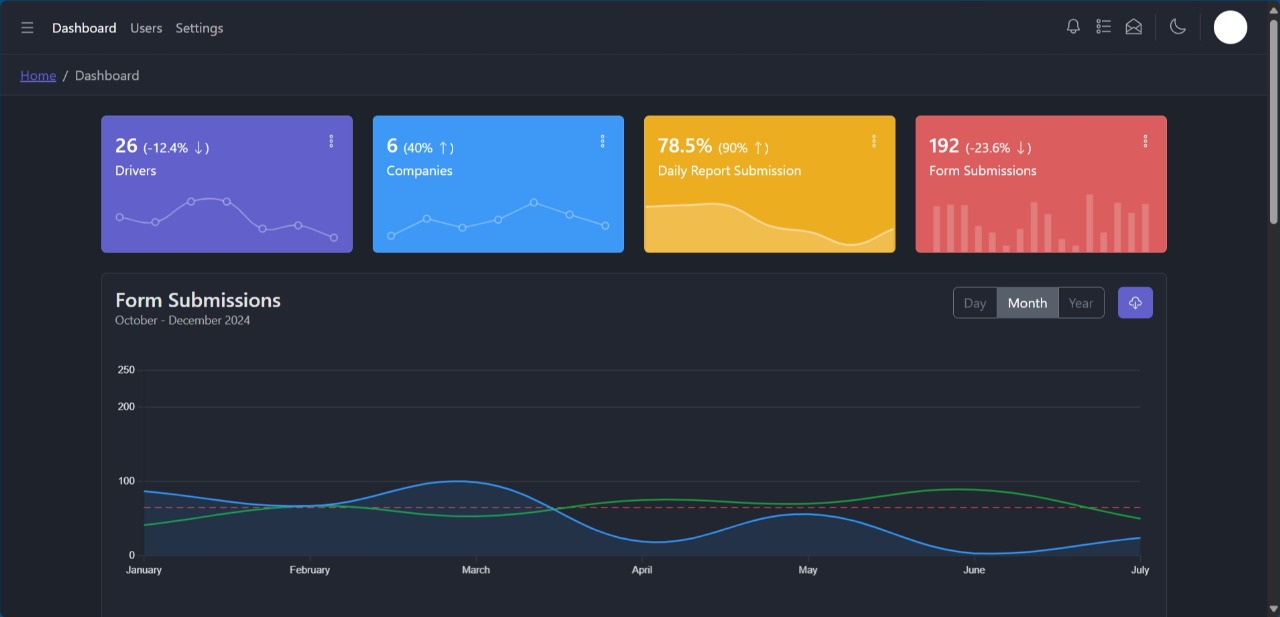 Dashboard Users Settings
Home / Dashboard
26 (-12.4% ↓)
Drivers
6 (40% ↑)
Companies
78.5% (90% ↑)
Daily Report Submission
192 (-23.6% ↓)
Form Submissions
Form Submissions
October - December 2024
Day Month Year
250
200
100
0
January February March April May June July